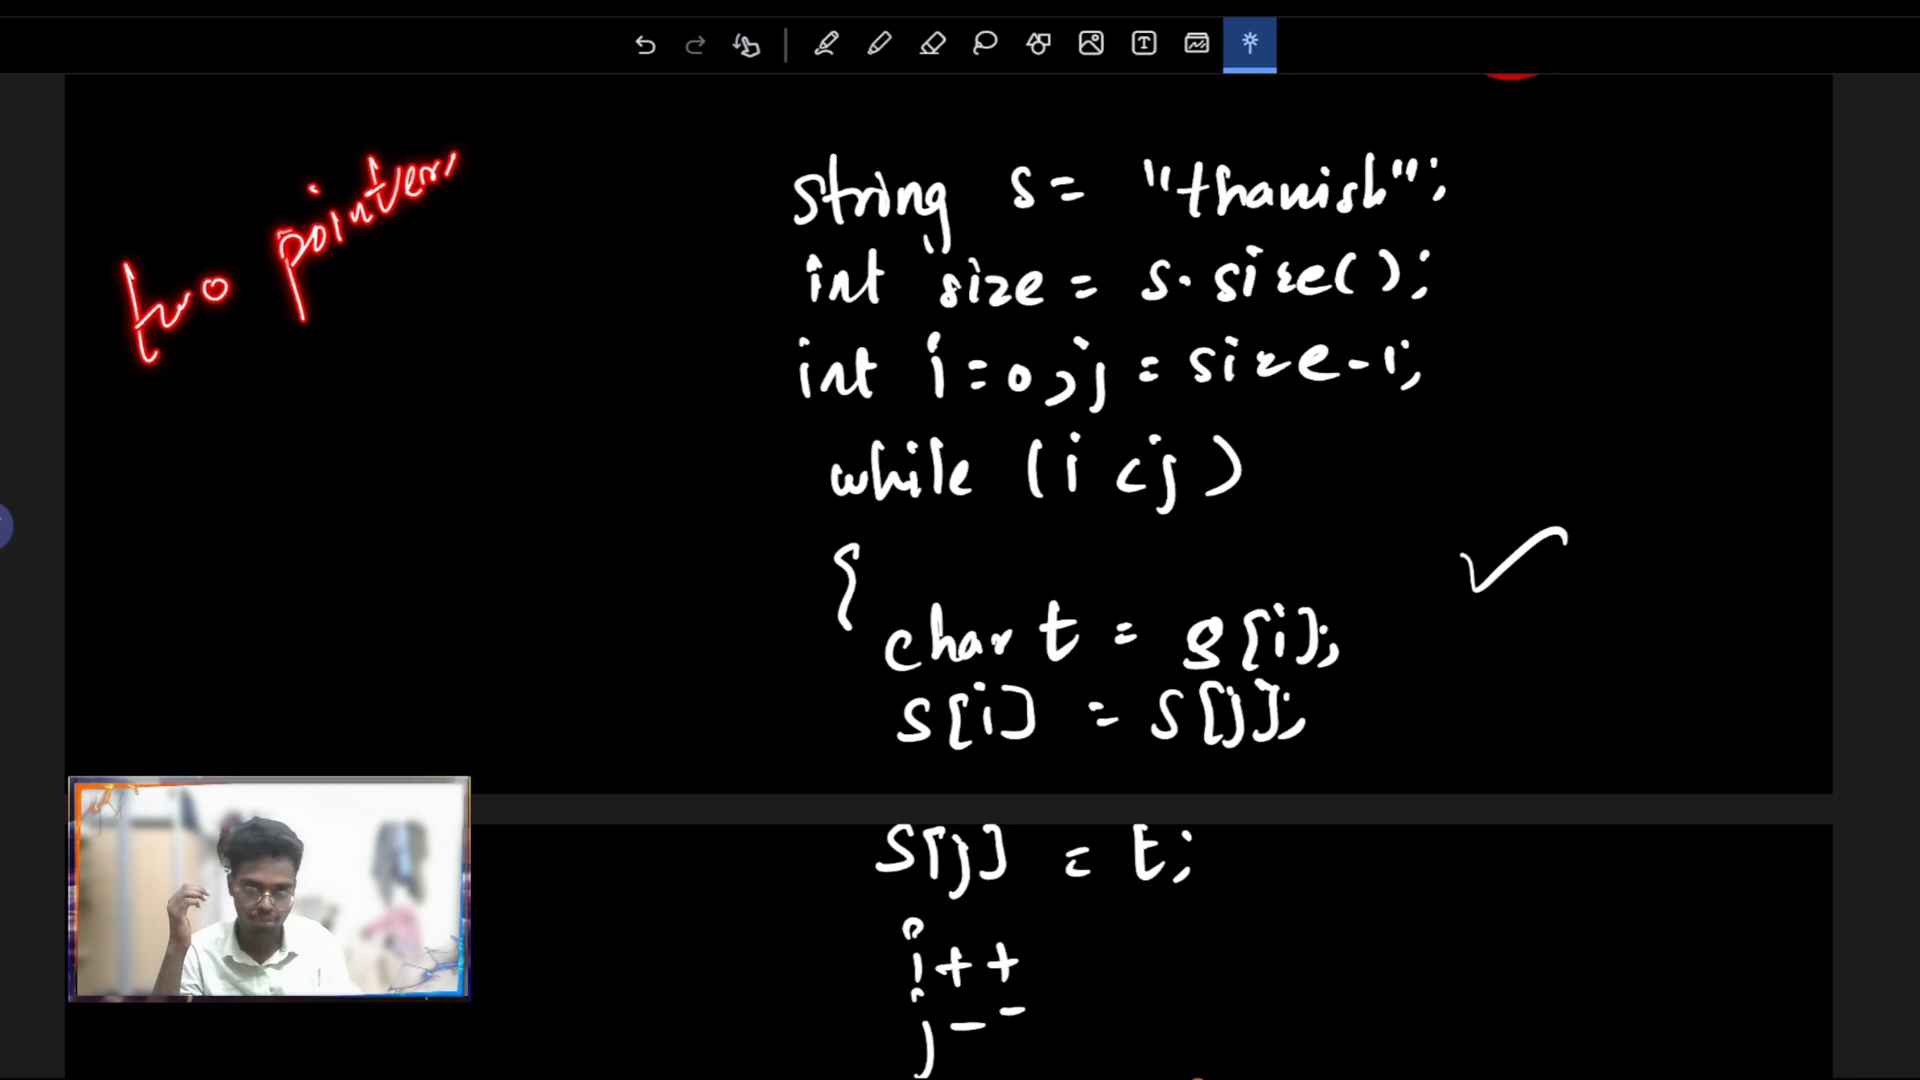 two pointers
string s = "thanish";
int size = s.size();
int i=0, j = size-1;
while (i < j)
{
char t = s[i];
s[i] = s[j];
s[j] = t;
i++
j--